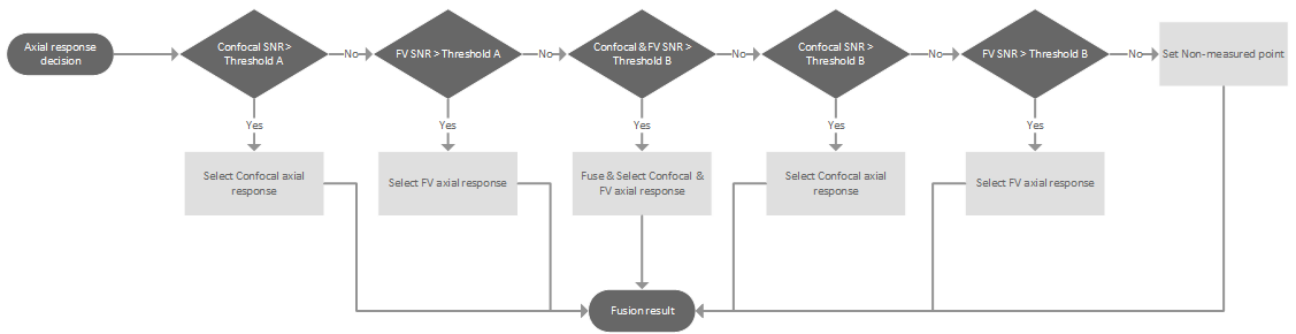 Axial response
decision
Confocal SNR >
Threshold A
No
FV SNR > Threshold A
No
Confocal & FV SNR >
Threshold B
No
Confocal SNR >
Threshold B
No
FV SNR > Threshold B
No
Set Non-measured point
Yes
Yes
Yes
Yes
Yes
Select Confocal axial
response
Select FV axial response
Fuse & Select Confocal &
FV axial response
Select Confocal axial
response
Select FV axial response
Fusion result